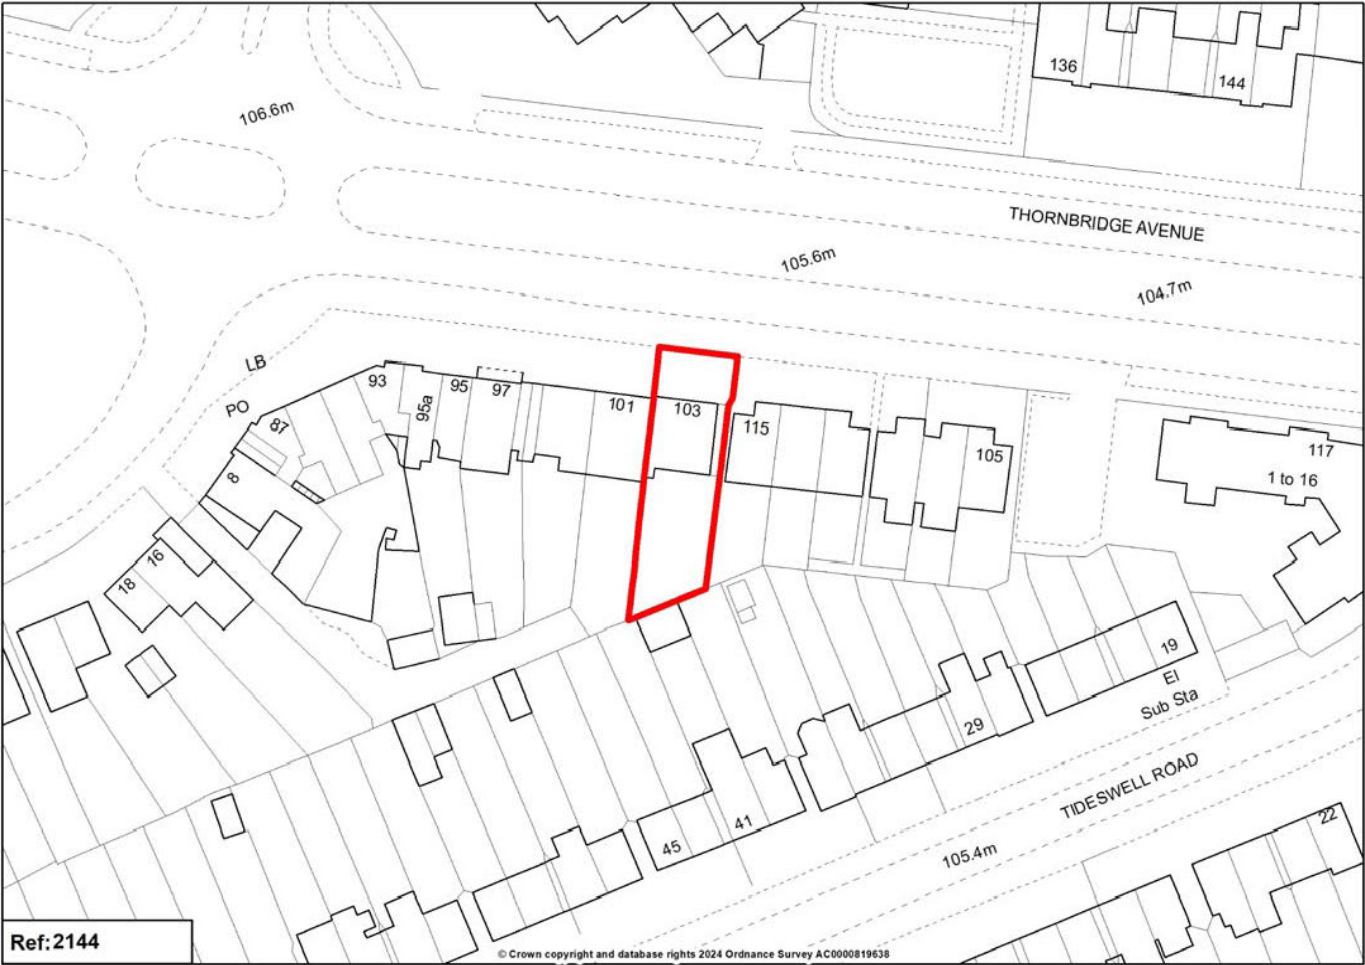 136
144
106.6m
THORNBRIDGE AVENUE
105.6m
104.7m
LB
PO
93
95a
95
97
101
103
115
105
117
1 to 16
87
8
16
18
19
El
Sub Sta
29
41
45
TIDESWELL ROAD
105.4m
22
Ref:2144
© Crown copyright and database rights 2024 Ordnance Survey AC0000819638